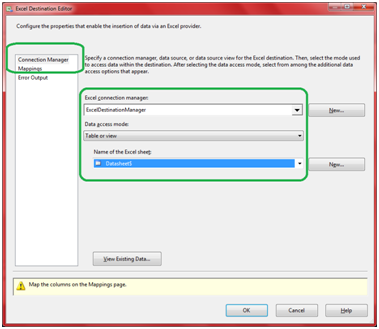 Excel Destination Editor
Configure the properties that enable the insertion of data via an Excel provider.
Connection Manager
Mappings
Error Output
Specify a connection manager, data source, or data source view for the Excel destination. Then, select the mode used
to access data within the destination. After selecting the data access mode, select from among the additional data
access options that appear.
Excel connection manager:
ExcelDestinationManager
New...
Data access mode:
Table or view
Name of the Excel sheet:
Datasheet$
New...
View Existing Data...
Map the columns on the Mappings page.
OK
Cancel
Help